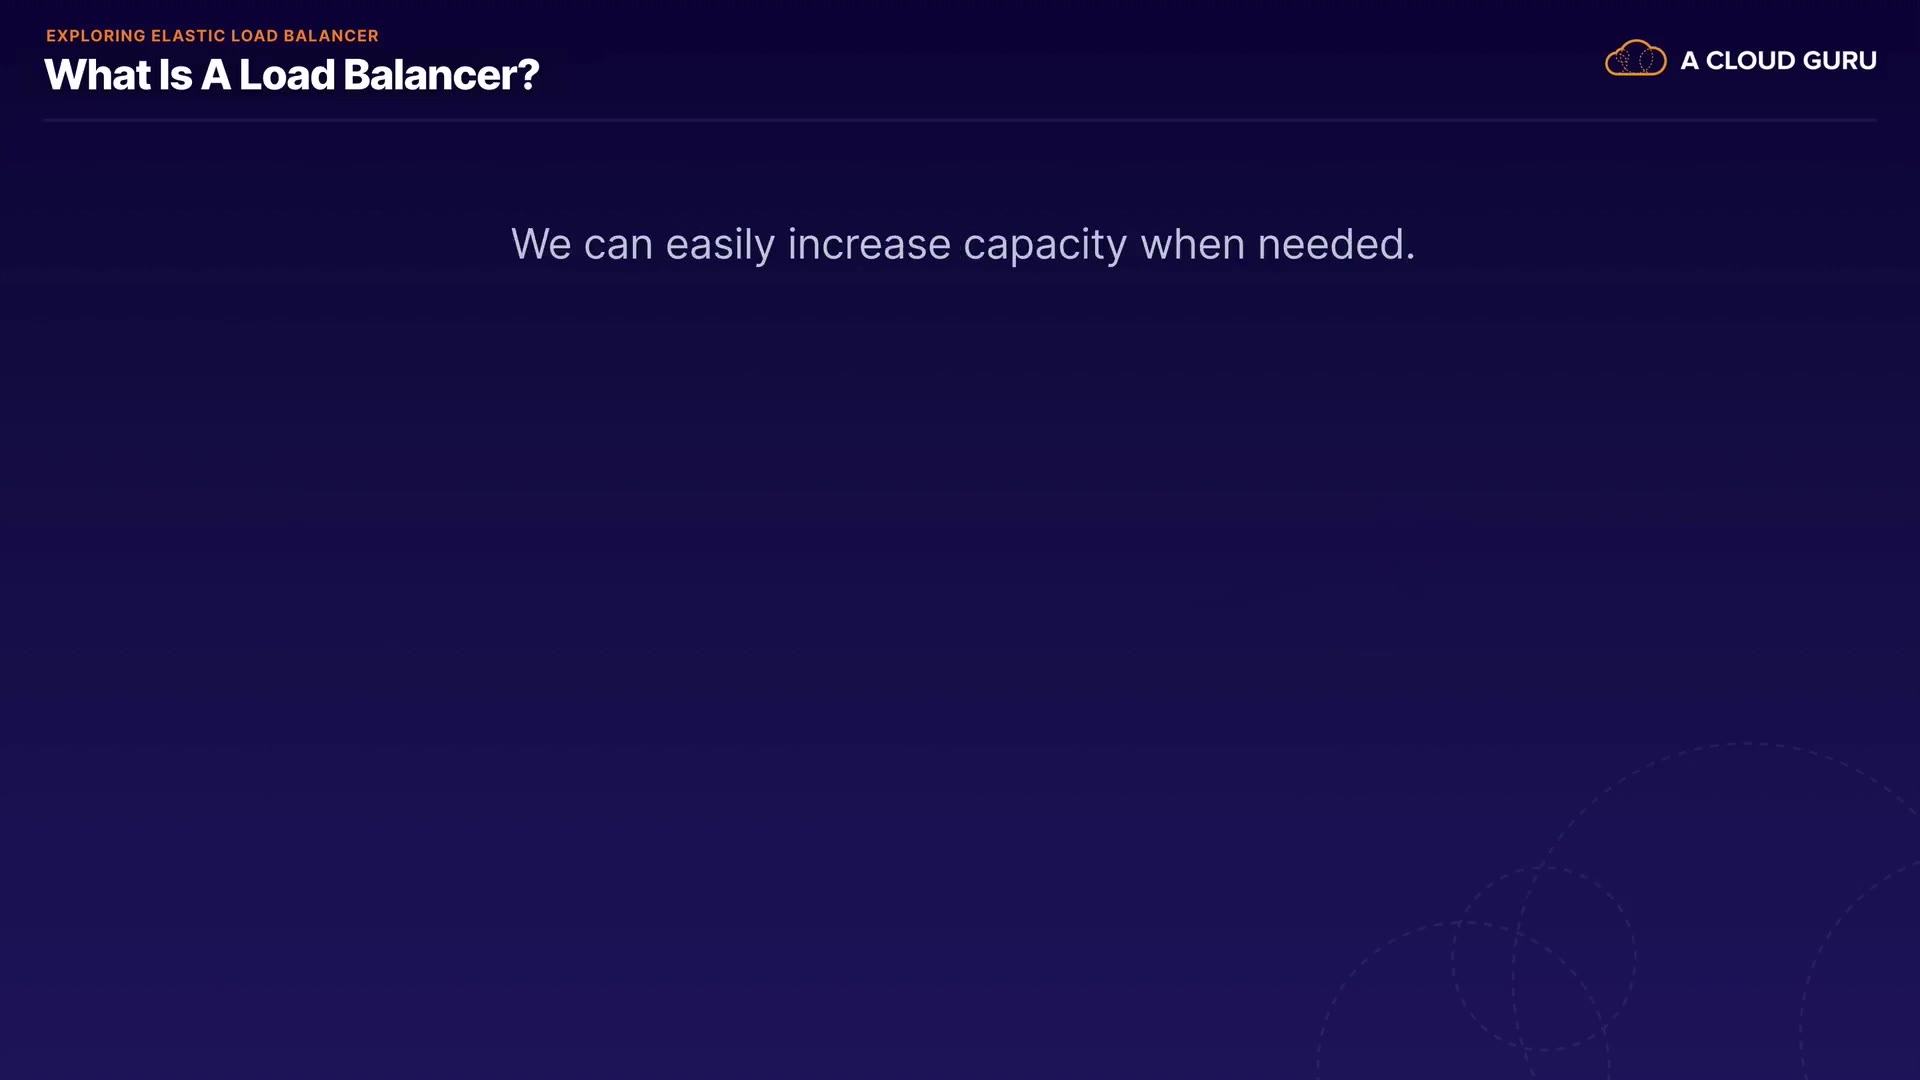 EXPLORING ELASTIC LOAD BALANCER
What Is A Load Balancer?
A CLOUD GURU
We can easily increase capacity when needed.